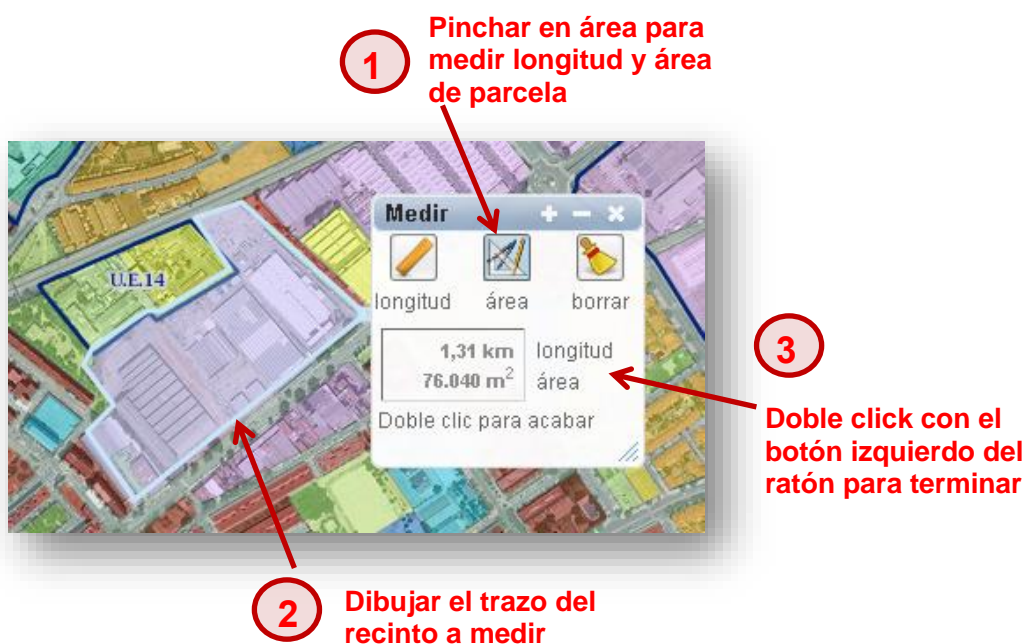 1
Pinchar en área para
medir longitud y área
de parcela
U.E.14
Medir
longitud área borrar
1,31 km longitud
76.040 m² área
Doble clic para acabar
3
Doble click con el
botón izquierdo del
ratón para terminar
2
Dibujar el trazo del
recinto a medir